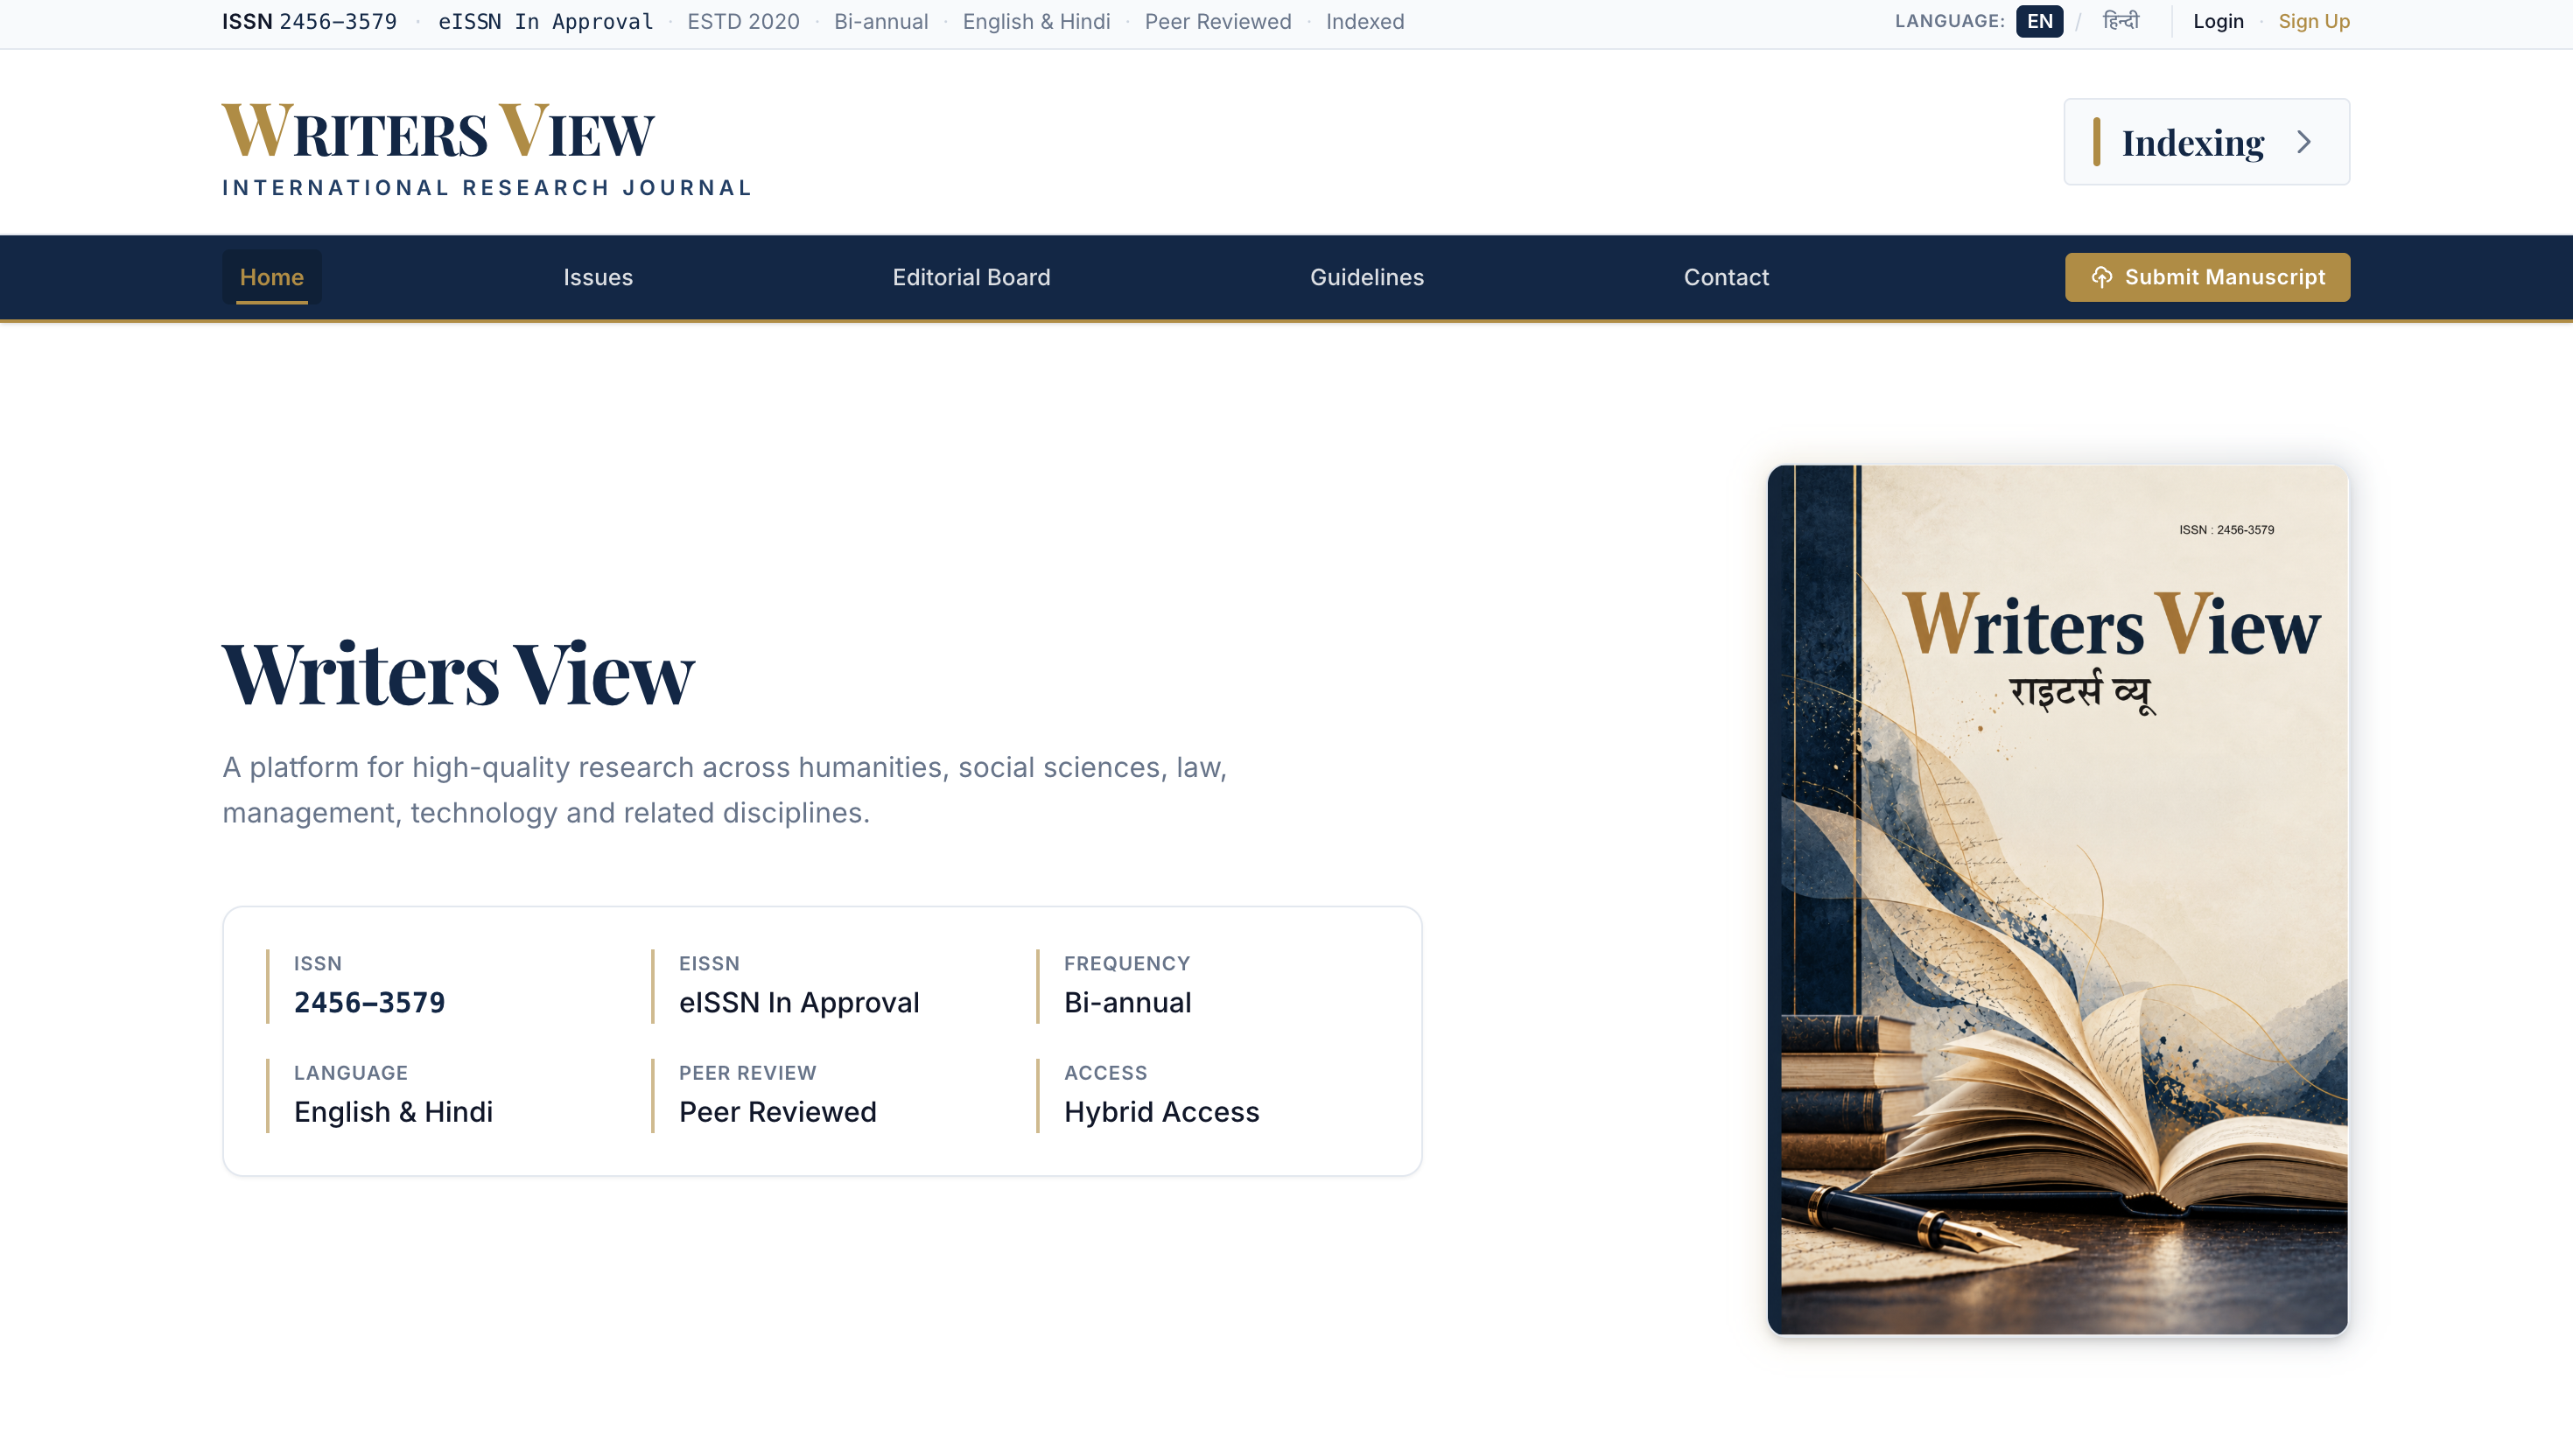 ISSN 2456–3579 · eISSN In Approval · ESTD 2020 · Bi-annual · English & Hindi · Peer Reviewed · Indexed
LANGUAGE: EN / हिन्दी Login · Sign Up
WRITERS VIEW
INTERNATIONAL RESEARCH JOURNAL
Indexing
Home Issues Editorial Board Guidelines Contact Submit Manuscript
Writers View
A platform for high-quality research across humanities, social sciences, law,
management, technology and related disciplines.
ISSN
2456–3579
EISSN
eISSN In Approval
FREQUENCY
Bi-annual
LANGUAGE
English & Hindi
PEER REVIEW
Peer Reviewed
ACCESS
Hybrid Access
ISSN : 2456-3579
Writers View
राइटर्स व्यू